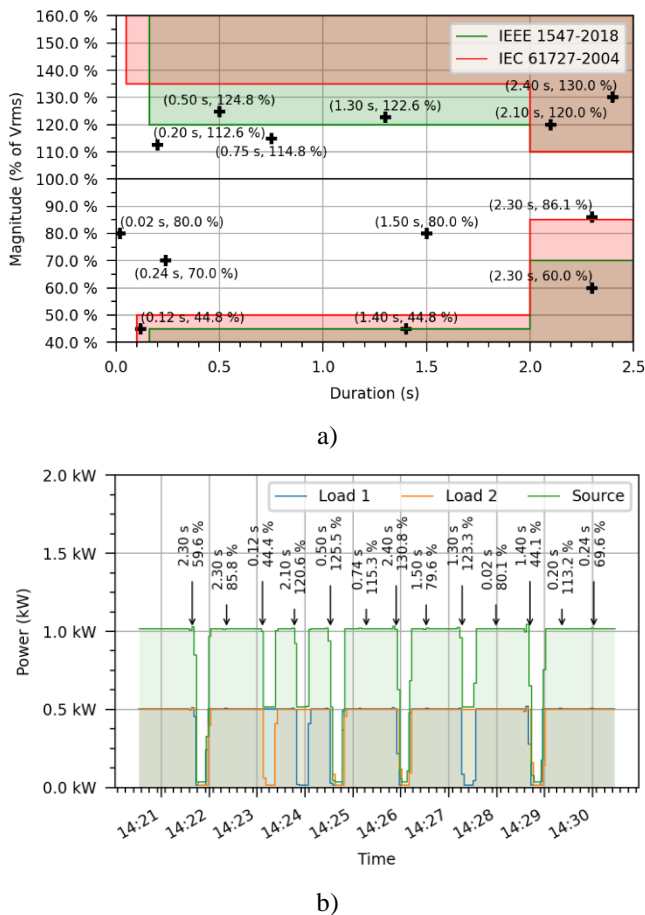 160.0 %
150.0 %
140.0 %
130.0 %
120.0 %
110.0 %
100.0 %
90.0 %
80.0 %
70.0 %
60.0 %
50.0 %
40.0 %
Magnitude (% of Vrms)
IEEE 1547-2018
IEC 61727-2004
(2.40 s, 130.0 %)
(0.50 s, 124.8 %)
(1.30 s, 122.6 %)
(2.10 s, 120.0 %)
(0.20 s, 112.6 %)
(0.75 s, 114.8 %)
(2.30 s, 86.1 %)
(0.02 s, 80.0 %)
(1.50 s, 80.0 %)
(0.24 s, 70.0 %)
(2.30 s, 60.0 %)
(0.12 s, 44.8 %)
(1.40 s, 44.8 %)
0.0 0.5 1.0 1.5 2.0 2.5
Duration (s)
a)
2.0 kW
1.5 kW
1.0 kW
0.5 kW
0.0 kW
Power (kW)
Load 1 Load 2 Source
2.30 s
59.6 %
2.30 s
85.8 %
0.12 s
44.4 %
2.10 s
120.6 %
0.50 s
125.5 %
0.74 s
115.3 %
2.40 s
130.8 %
1.50 s
79.6 %
1.30 s
123.3 %
0.02 s
80.1 %
1.40 s
44.1 %
0.20 s
113.2 %
0.24 s
69.6 %
14:21 14:22 14:23 14:24 14:25 14:26 14:27 14:28 14:29 14:30
Time
b)